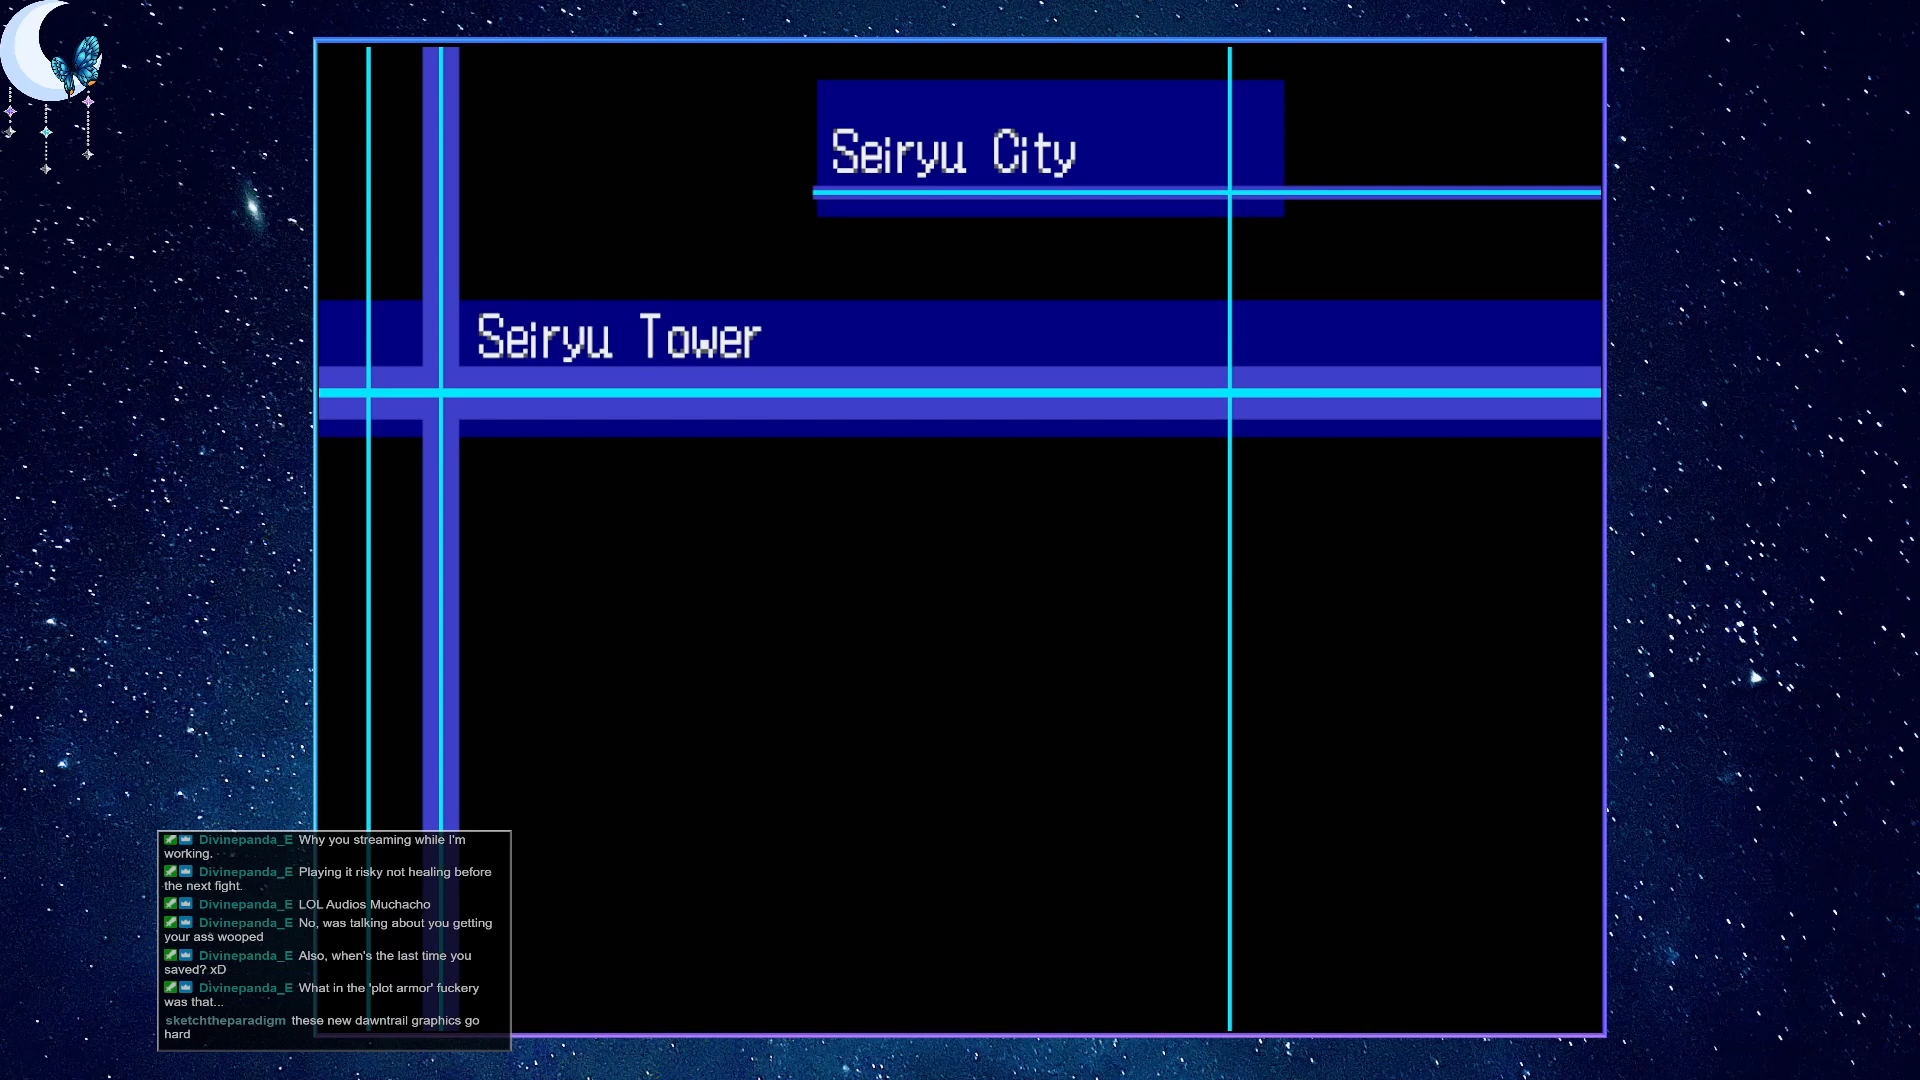 Seiryu City
Seiryu Tower
Divinepanda_E Why you streaming while I'm
working.
Divinepanda_E Playing it risky not healing before
the next fight.
Divinepanda_E LOL Audios Muchacho
Divinepanda_E No, was talking about you getting
your ass wooped
Divinepanda_E Also, when's the last time you
saved? xD
Divinepanda_E What in the 'plot armor' fuckery
was that...
sketchtheparadigm these new dawntrail graphics go
hard